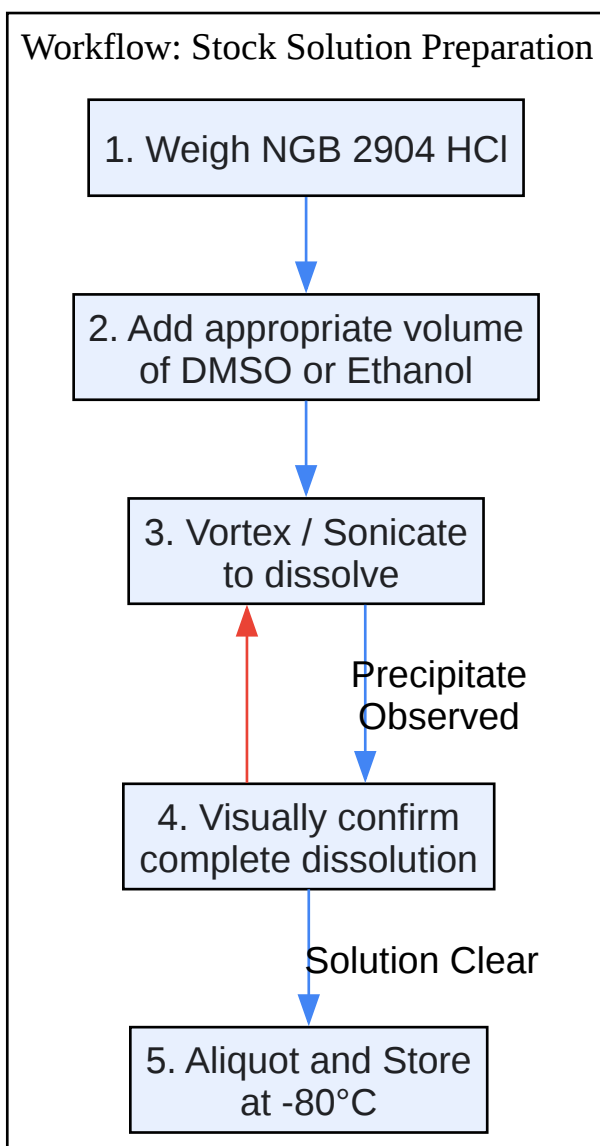 Workflow: Stock Solution Preparation
1. Weigh NGB 2904 HCl
2. Add appropriate volume
of DMSO or Ethanol
3. Vortex / Sonicate
to dissolve
Precipitate
Observed
4. Visually confirm
complete dissolution
Solution Clear
5. Aliquot and Store
at -80°C